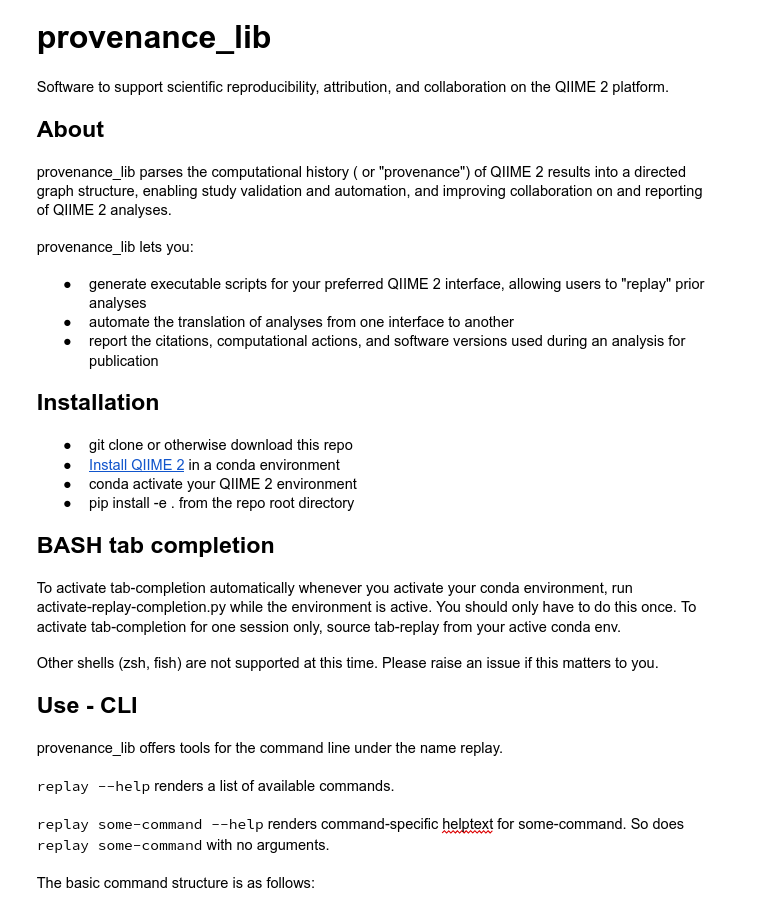 provenance_lib
Software to support scientific reproducibility, attribution, and collaboration on the QIIME 2 platform.
About
provenance_lib parses the computational history ( or "provenance") of QIIME 2 results into a directed
graph structure, enabling study validation and automation, and improving collaboration on and reporting
of QIIME 2 analyses.
provenance_lib lets you:
● generate executable scripts for your preferred QIIME 2 interface, allowing users to "replay" prior
analyses
● automate the translation of analyses from one interface to another
● report the citations, computational actions, and software versions used during an analysis for
publication
Installation
● git clone or otherwise download this repo
● Install QIIME 2 in a conda environment
● conda activate your QIIME 2 environment
● pip install -e . from the repo root directory
BASH tab completion
To activate tab-completion automatically whenever you activate your conda environment, run
activate-replay-completion.py while the environment is active. You should only have to do this once. To
activate tab-completion for one session only, source tab-replay from your active conda env.
Other shells (zsh, fish) are not supported at this time. Please raise an issue if this matters to you.
Use - CLI
provenance_lib offers tools for the command line under the name replay.
replay --help renders a list of available commands.
replay some-command --help renders command-specific helptext for some-command. So does
replay some-command with no arguments.
The basic command structure is as follows: